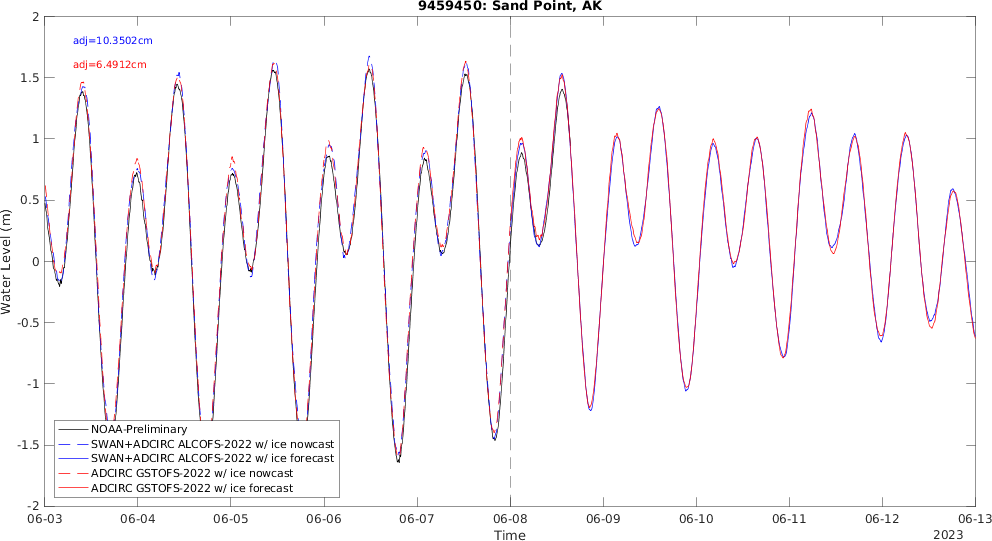 9459450: Sand Point, AK
adj=10.3502cm
adj=6.4912cm
2
1.5
1
0.5
0
-0.5
-1
-1.5
-2
Water Level (m)
NOAA-Preliminary
SWAN+ADCIRC ALCOFS-2022 w/ ice nowcast
SWAN+ADCIRC ALCOFS-2022 w/ ice forecast
ADCIRC GSTOFS-2022 w/ ice nowcast
ADCIRC GSTOFS-2022 w/ ice forecast
06-03 06-04 06-05 06-06 06-07 06-08 06-09 06-10 06-11 06-12 06-13
Time
2023